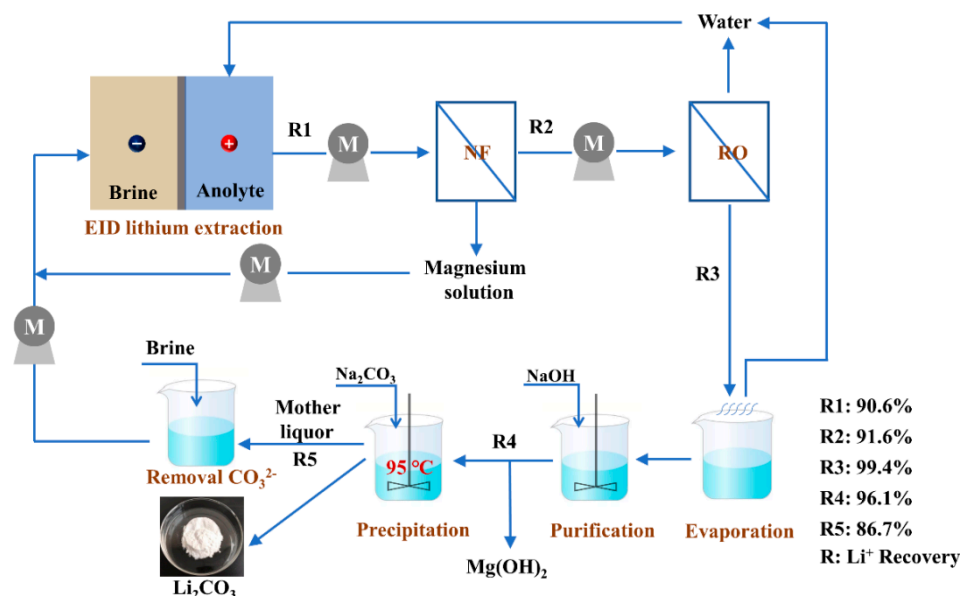 Water
R1
M
NF
R2
M
RO
Brine
Anolyte
EID lithium extraction
M
Magnesium
solution
R3
M
Brine
Na₂CO₃
NaOH
Mother
liquor
R5
95 °C
R4
Removal CO₃²⁻
Precipitation
Purification
Evaporation
Li₂CO₃
Mg(OH)₂
R1: 90.6%
R2: 91.6%
R3: 99.4%
R4: 96.1%
R5: 86.7%
R: Li⁺ Recovery